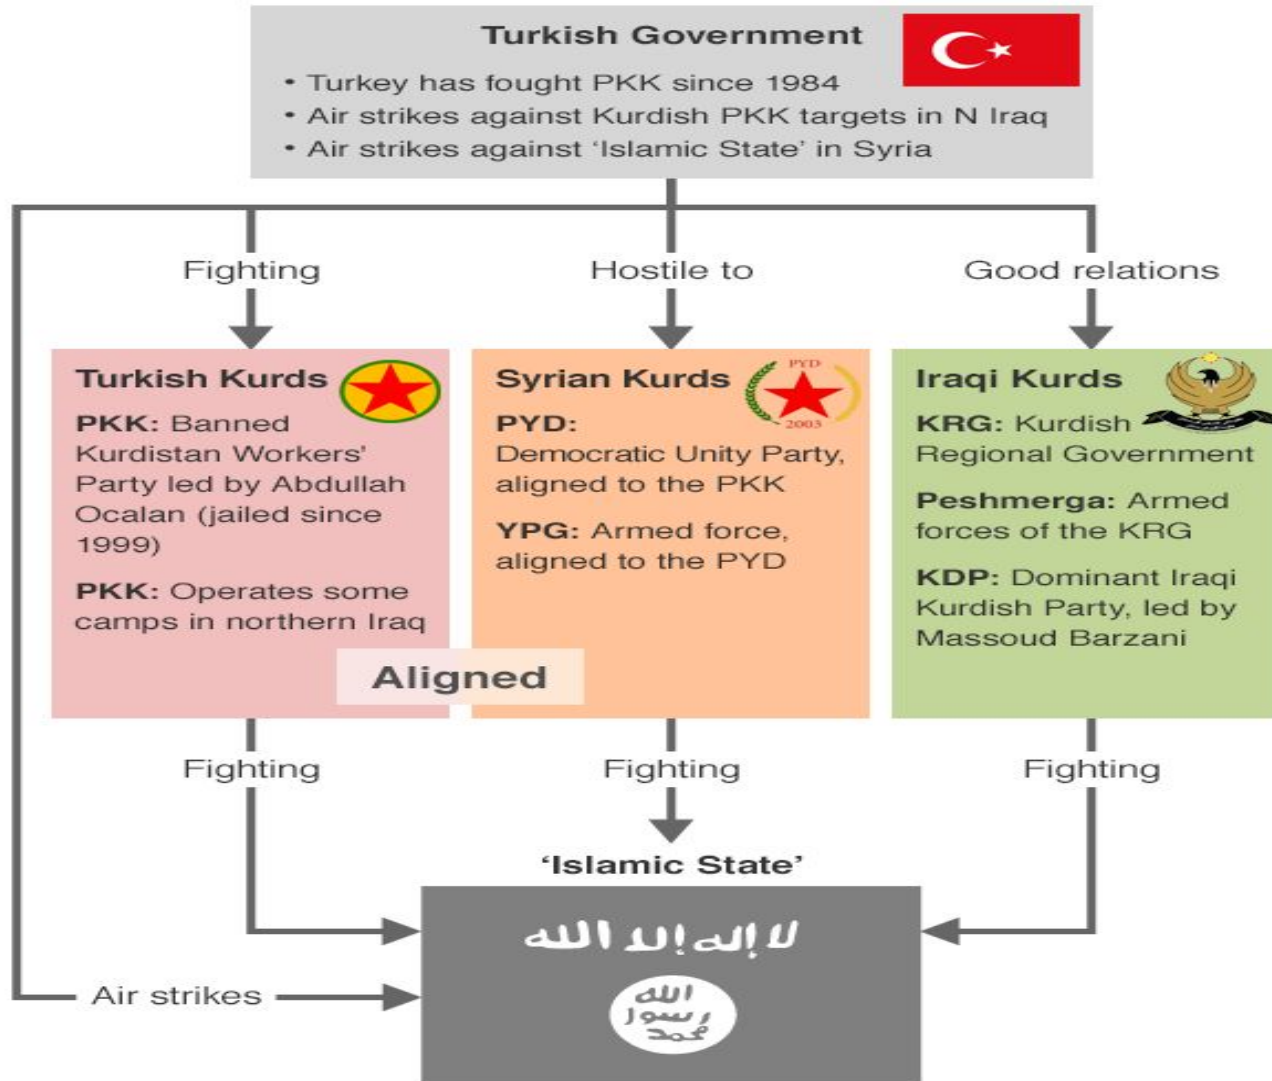 Turkish Government
• Turkey has fought PKK since 1984
• Air strikes against Kurdish PKK targets in N Iraq
• Air strikes against ‘Islamic State’ in Syria
Fighting
Hostile to
Good relations
Turkish Kurds
PKK: Banned
Kurdistan Workers'
Party led by Abdullah
Ocalan (jailed since
1999)
PKK: Operates some
camps in northern Iraq
Syrian Kurds
PYD
2003
PYD:
Democratic Unity Party,
aligned to the PKK
YPG: Armed force,
aligned to the PYD
Iraqi Kurds
KRG: Kurdish
Regional Government
Peshmerga: Armed
forces of the KRG
KDP: Dominant Iraqi
Kurdish Party, led by
Massoud Barzani
Aligned
Fighting
Fighting
Fighting
‘Islamic State’
لا إله إلا الله
الله
رسول
محمد
Air strikes